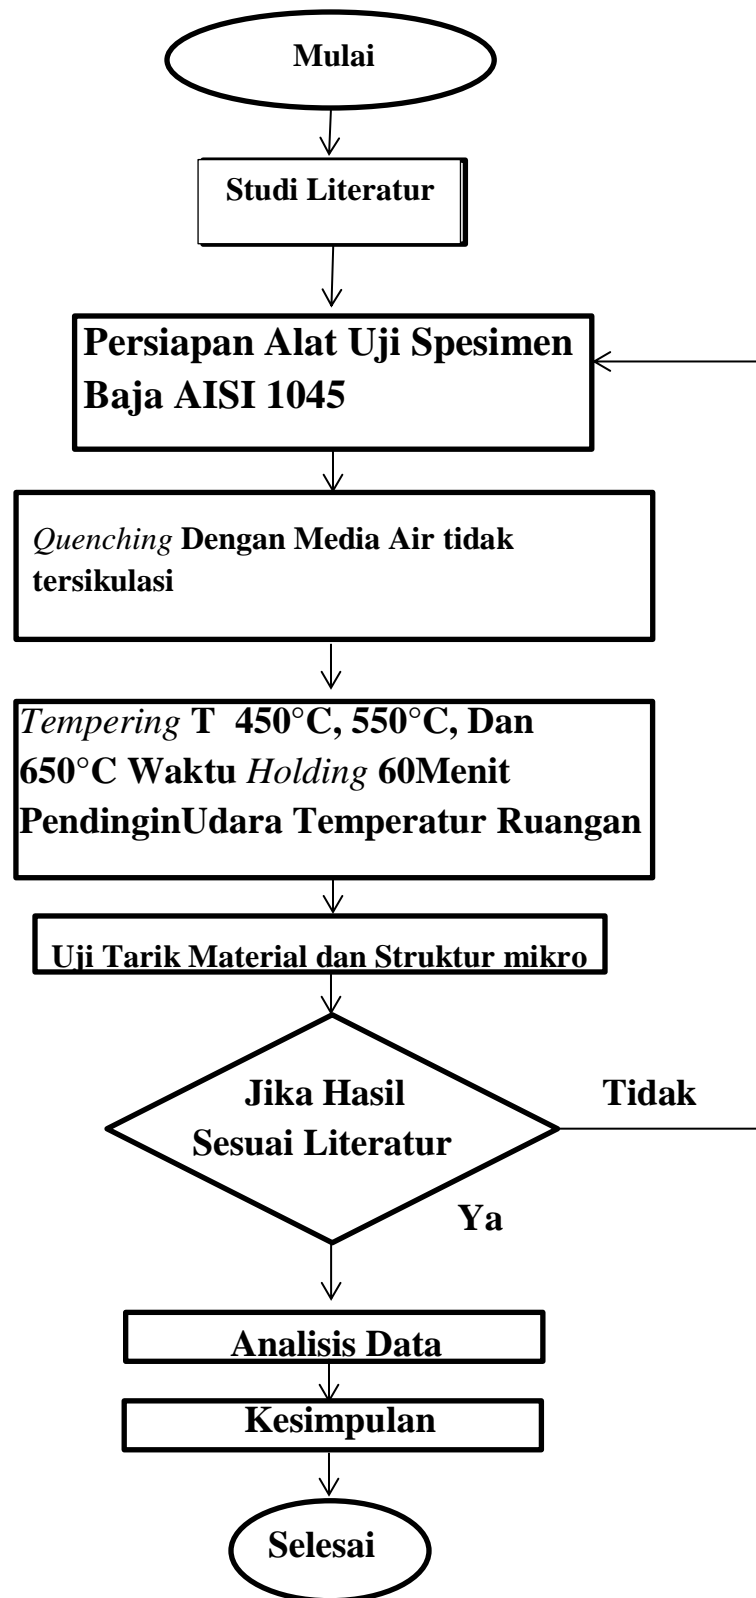 Mulai
Studi Literatur
Persiapan Alat Uji Spesimen
Baja AISI 1045
Quenching Dengan Media Air tidak
tersikulasi
Tempering T 450°C, 550°C, Dan
650°C Waktu Holding 60Menit
PendinginUdara Temperatur Ruangan
Uji Tarik Material dan Struktur mikro
Jika Hasil
Sesuai Literatur
Tidak
Ya
Analisis Data
Kesimpulan
Selesai